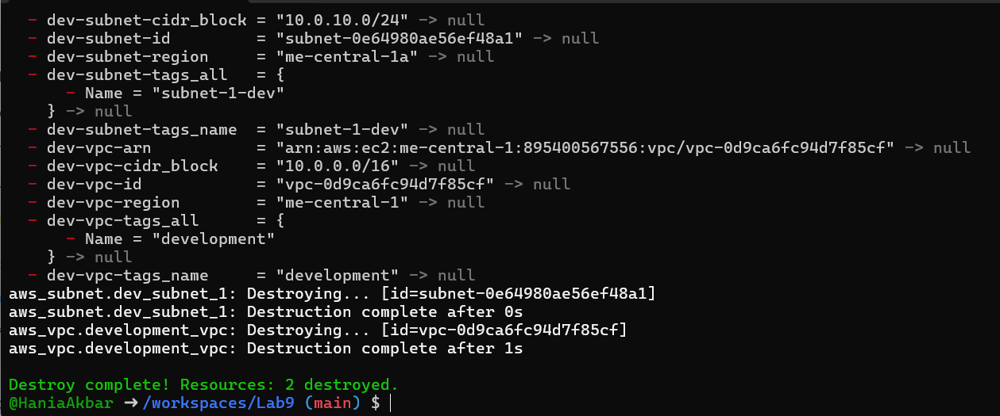 - dev-subnet-cidr_block = "10.0.10.0/24" -> null
- dev-subnet-id         = "subnet-0e64980ae56ef48a1" -> null
- dev-subnet-region     = "me-central-1a" -> null
- dev-subnet-tags_all   = {
    - Name = "subnet-1-dev"
  } -> null
- dev-subnet-tags_name  = "subnet-1-dev" -> null
- dev-vpc-arn           = "arn:aws:ec2:me-central-1:895400567556:vpc/vpc-0d9ca6fc94d7f85cf" -> null
- dev-vpc-cidr_block    = "10.0.0.0/16" -> null
- dev-vpc-id            = "vpc-0d9ca6fc94d7f85cf" -> null
- dev-vpc-region        = "me-central-1" -> null
- dev-vpc-tags_all      = {
    - Name = "development"
  } -> null
- dev-vpc-tags_name     = "development" -> null
aws_subnet.dev_subnet_1: Destroying... [id=subnet-0e64980ae56ef48a1]
aws_subnet.dev_subnet_1: Destruction complete after 0s
aws_vpc.development_vpc: Destroying... [id=vpc-0d9ca6fc94d7f85cf]
aws_vpc.development_vpc: Destruction complete after 1s
Destroy complete! Resources: 2 destroyed.
@HaniaAkbar ➜ /workspaces/Lab9 (main) $